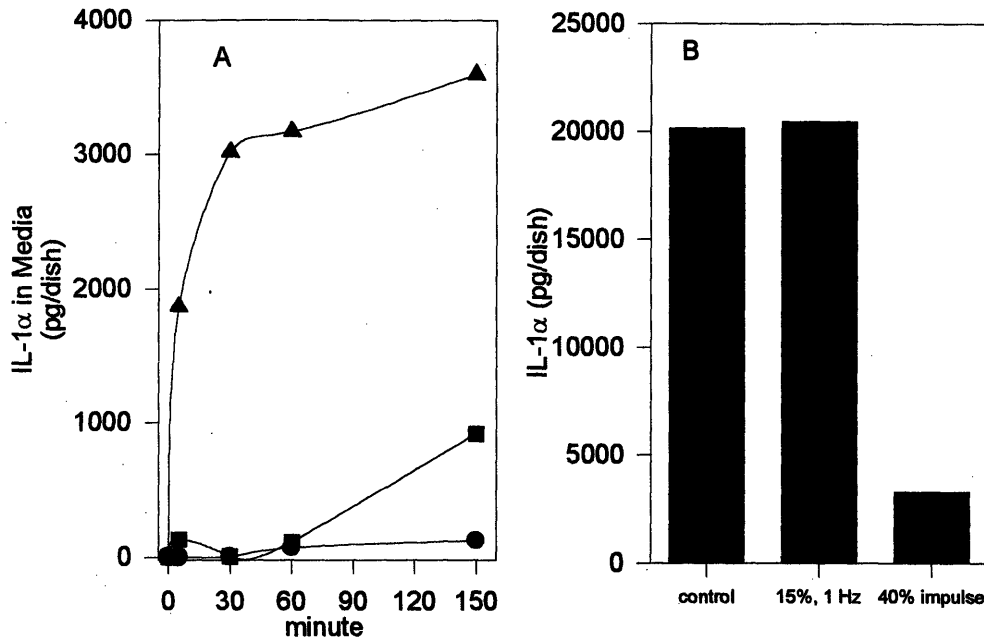 A
IL-1α in Media
(pg/dish)
4000
3000
2000
1000
0
0 30 60 90 120 150
minute
B
IL-1α (pg/dish)
25000
20000
15000
10000
5000
0
control 15%, 1 Hz 40% impulse